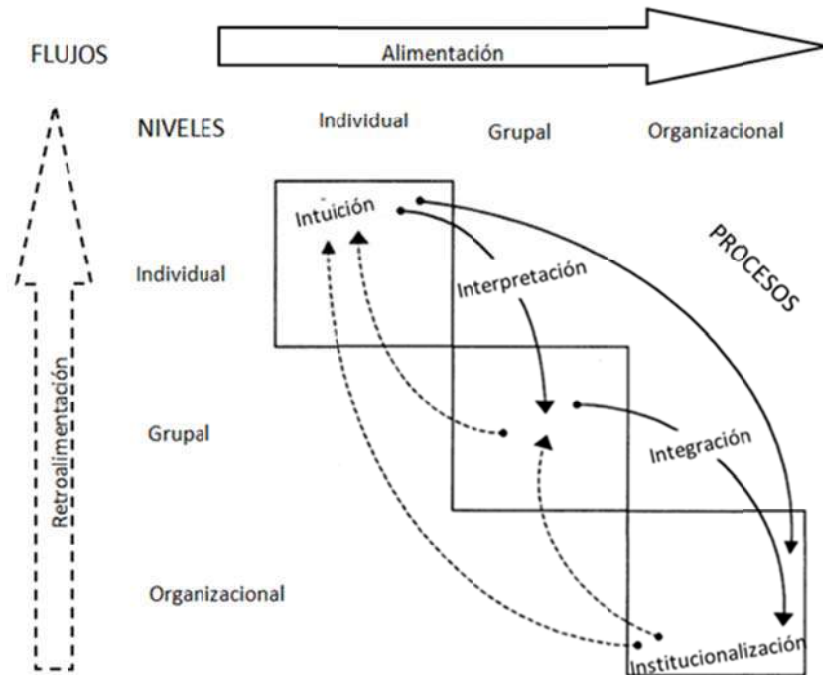 FLUJOS
Alimentación
NIVELES
Individual
Grupal
Organizacional
Intuición
PROCESOS
Individual
Interpretación
Retroalimentación
Grupal
Integración
Organizacional
Institucionalización